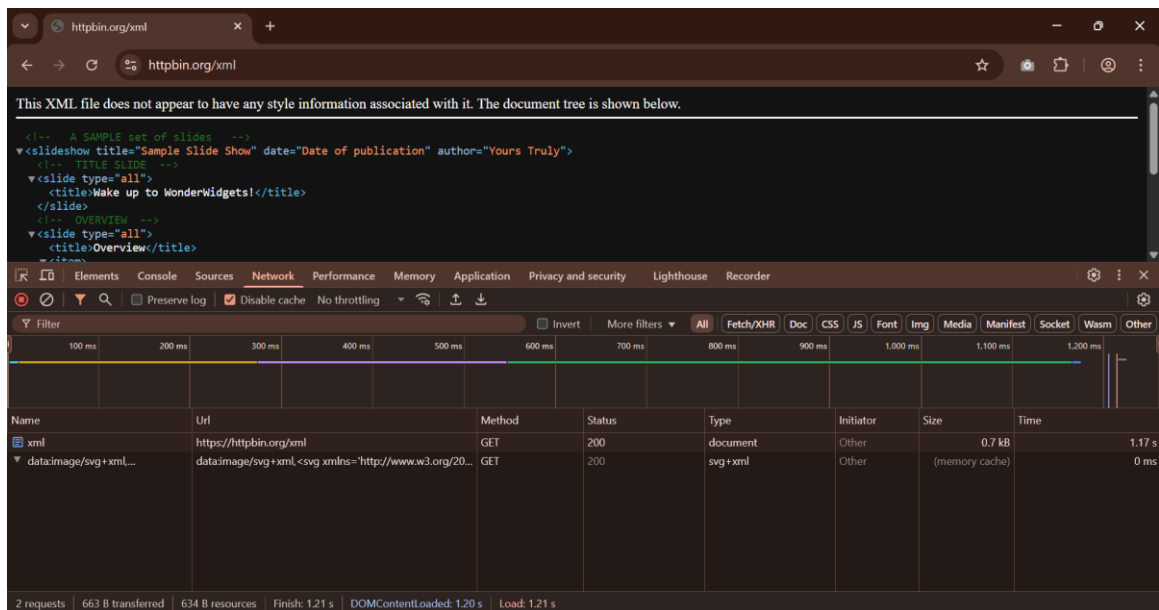 httpbin.org/xml
httpbin.org/xml
This XML file does not appear to have any style information associated with it. The document tree is shown below.
<!-- A SAMPLE set of slides -->
▼<slideshow title="Sample Slide Show" date="Date of publication" author="Yours Truly">
<!-- TITLE SLIDE -->
▼<slide type="all">
<title>Wake up to WonderWidgets!</title>
</slide>
<!-- OVERVIEW -->
▼<slide type="all">
<title>Overview</title>
▼<item>
Elements Console Sources Network Performance Memory Application Privacy and security Lighthouse Recorder
Preserve log Disable cache No throttling
Filter Invert More filters ▼ All Fetch/XHR Doc CSS JS Font Img Media Manifest Socket Wasm Other
100 ms 200 ms 300 ms 400 ms 500 ms 600 ms 700 ms 800 ms 900 ms 1,000 ms 1,100 ms 1,200 ms
Name Url Method Status Type Initiator Size Time
xml https://httpbin.org/xml GET 200 document Other 0.7 kB 1.17 s
▼ data:image/svg+xml,... data:image/svg+xml,<svg xmlns='http://www.w3.org/20... GET 200 svg+xml Other (memory cache) 0 ms
2 requests 663 B transferred 634 B resources Finish: 1.21 s DOMContentLoaded: 1.20 s Load: 1.21 s